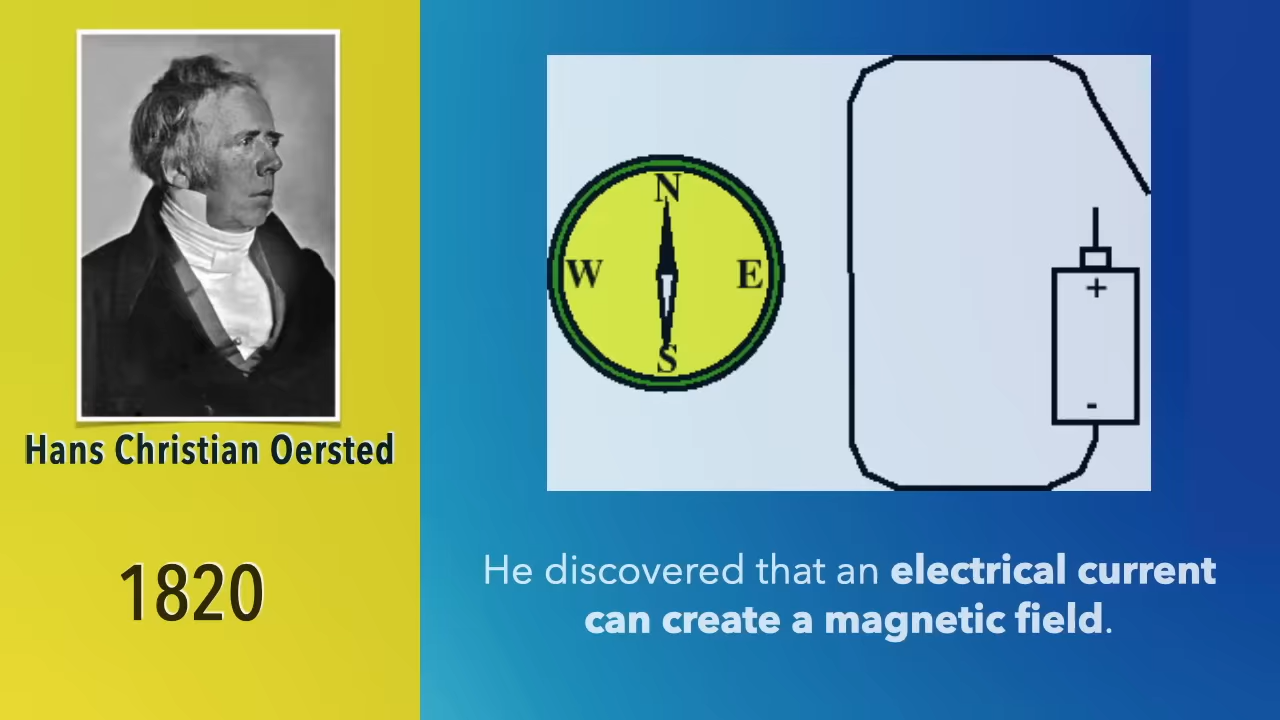 Hans Christian Oersted
1820
N
W
E
S
+
-
He discovered that an electrical current
can create a magnetic field.